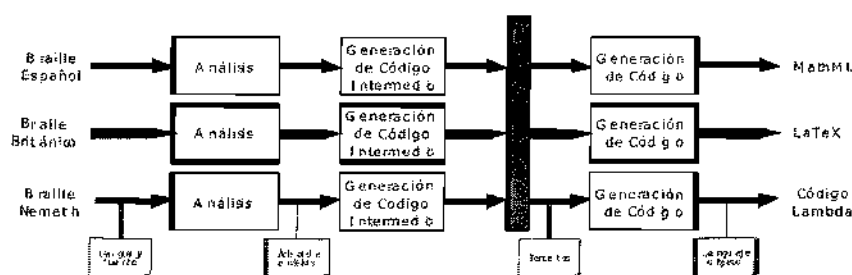 Braille
Español
Análisis
Generación
de Código
Intermedio
Generación
de Código
MathML
Braille
Británico
Análisis
Generación
de Código
Intermedio
Generación
de Código
LaTeX
Braille
Nemeth
Análisis
Generación
de Código
Intermedio
Generación
de Código
Código
Lambda